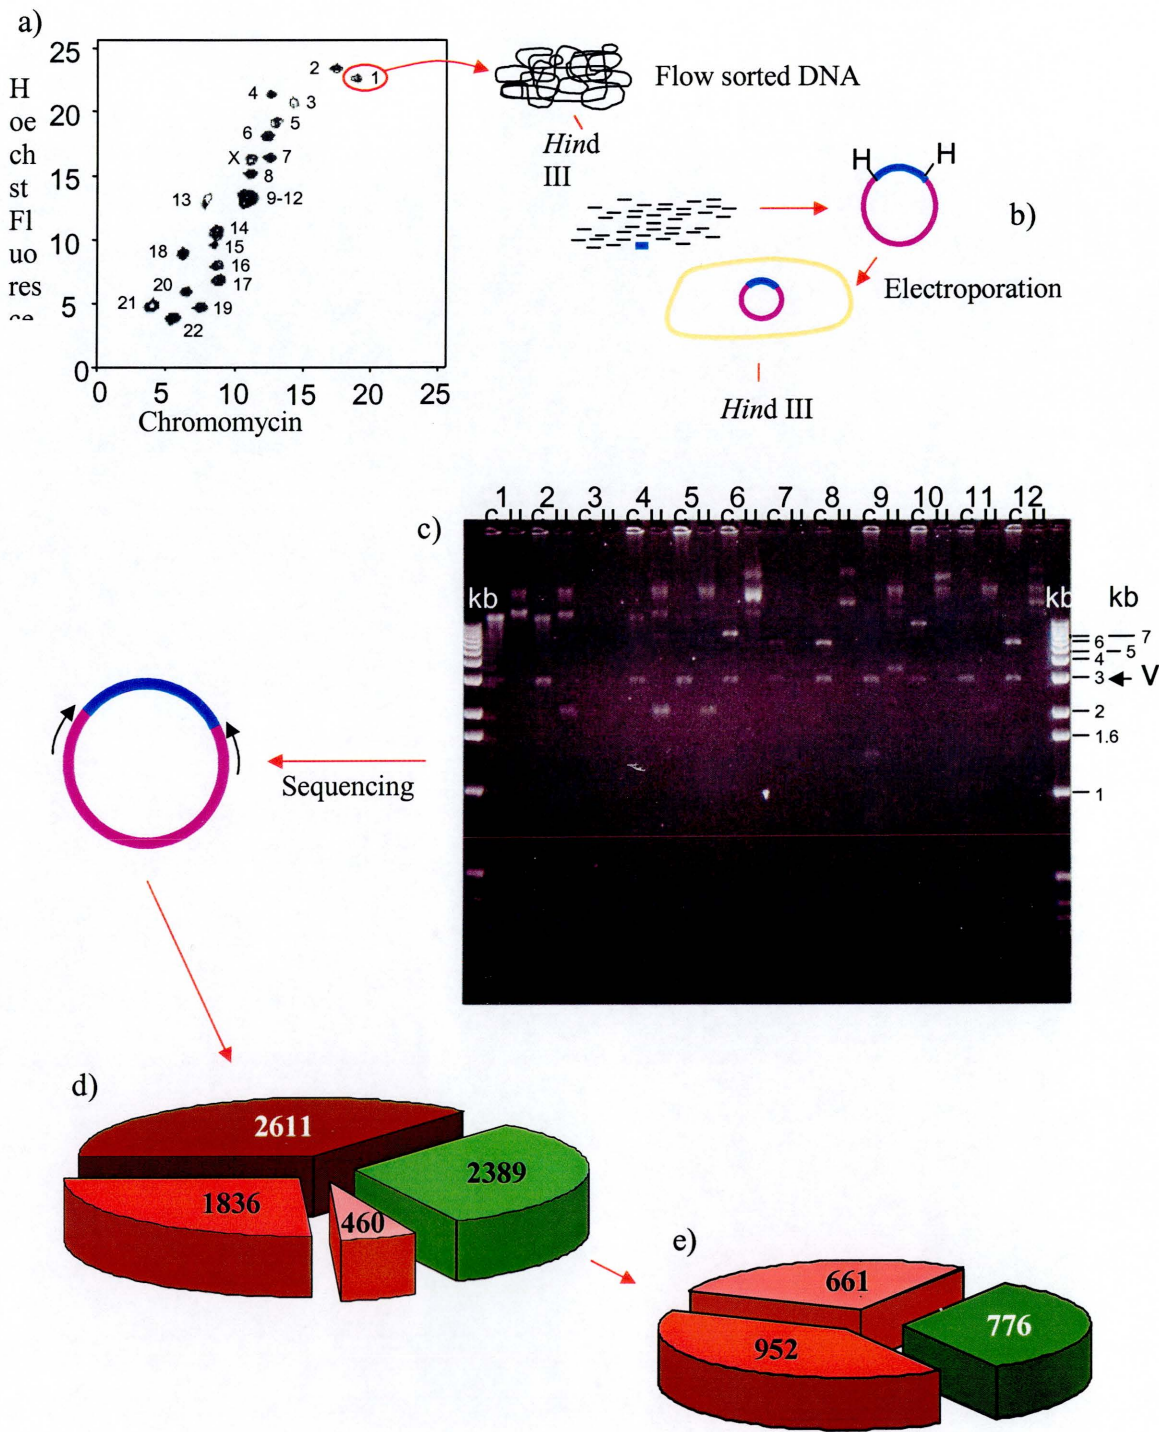 a)
25
20
15
10
5
0
H
oe
ch
st
Fl
uo
res
ce
2
1
4
3
5
6
X
7
8
13
9-12
14
18
15
16
17
20
21
19
22
0
5
10
15
20
25
Chromomycin
Flow sorted DNA
Hind
III
H
H
b)
Electroporation
Hind III
c)
1 2 3 4 5 6 7 8 9 10 11 12
c u c u c u c u c u c u c u c u c u c u c u c u
kb
kb
kb
6
7
5
4
3
V
2
1.6
1
Sequencing
d)
2611
2389
1836
460
e)
661
776
952